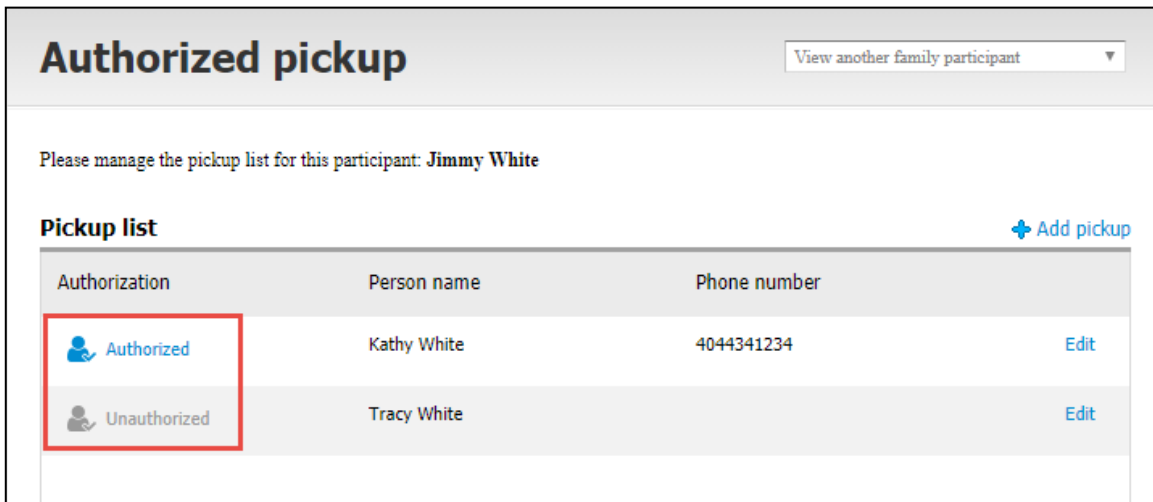 Authorized pickup
View another family participant
Please manage the pickup list for this participant: Jimmy White
Pickup list
Add pickup
Authorization Person name Phone number
Authorized Kathy White 4044341234 Edit
Unauthorized Tracy White Edit